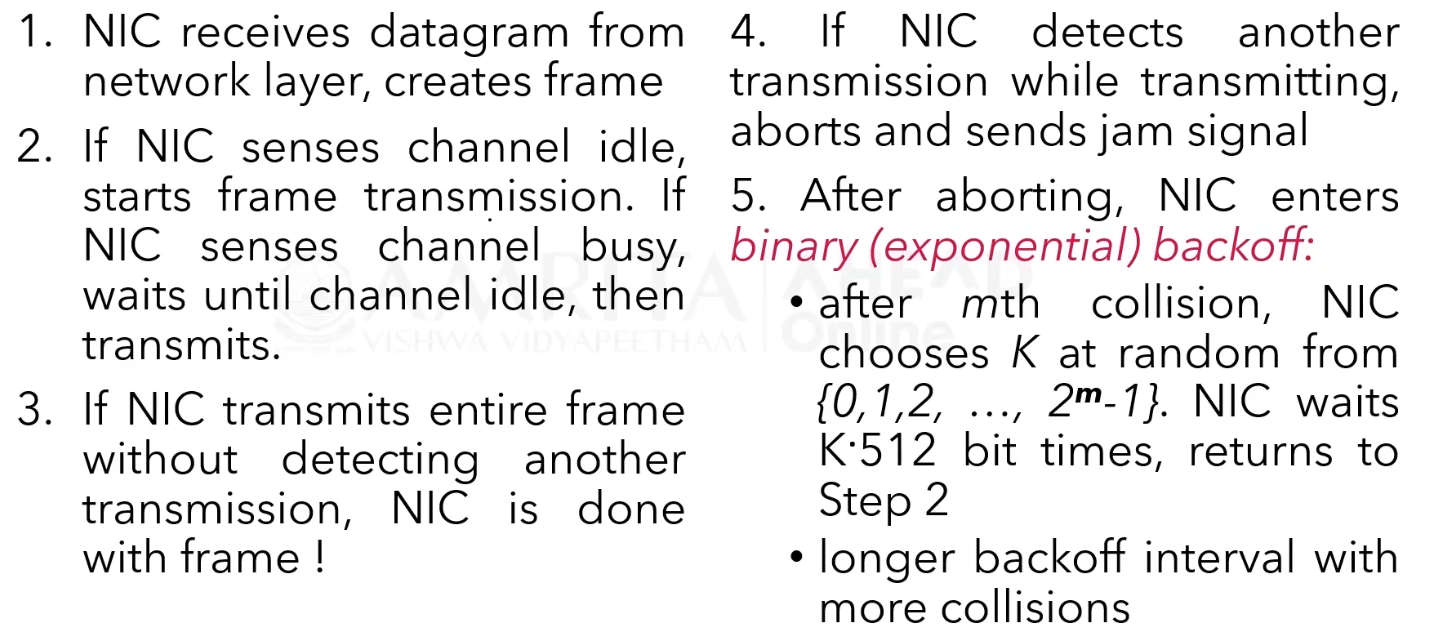 1. NIC receives datagram from
network layer, creates frame
2. If NIC senses channel idle,
starts frame transmission. If
NIC senses channel busy,
waits until channel idle, then
transmits.
3. If NIC transmits entire frame
without detecting another
transmission, NIC is done
with frame !
4. If NIC detects another
transmission while transmitting,
aborts and sends jam signal
5. After aborting, NIC enters
binary (exponential) backoff:
• after mth collision, NIC
chooses K at random from
{0,1,2, …, 2ᵐ-1}. NIC waits
K·512 bit times, returns to
Step 2
• longer backoff interval with
more collisions
AMRITA
VISHWA VIDYAPEETHAM
AHEAD
Online